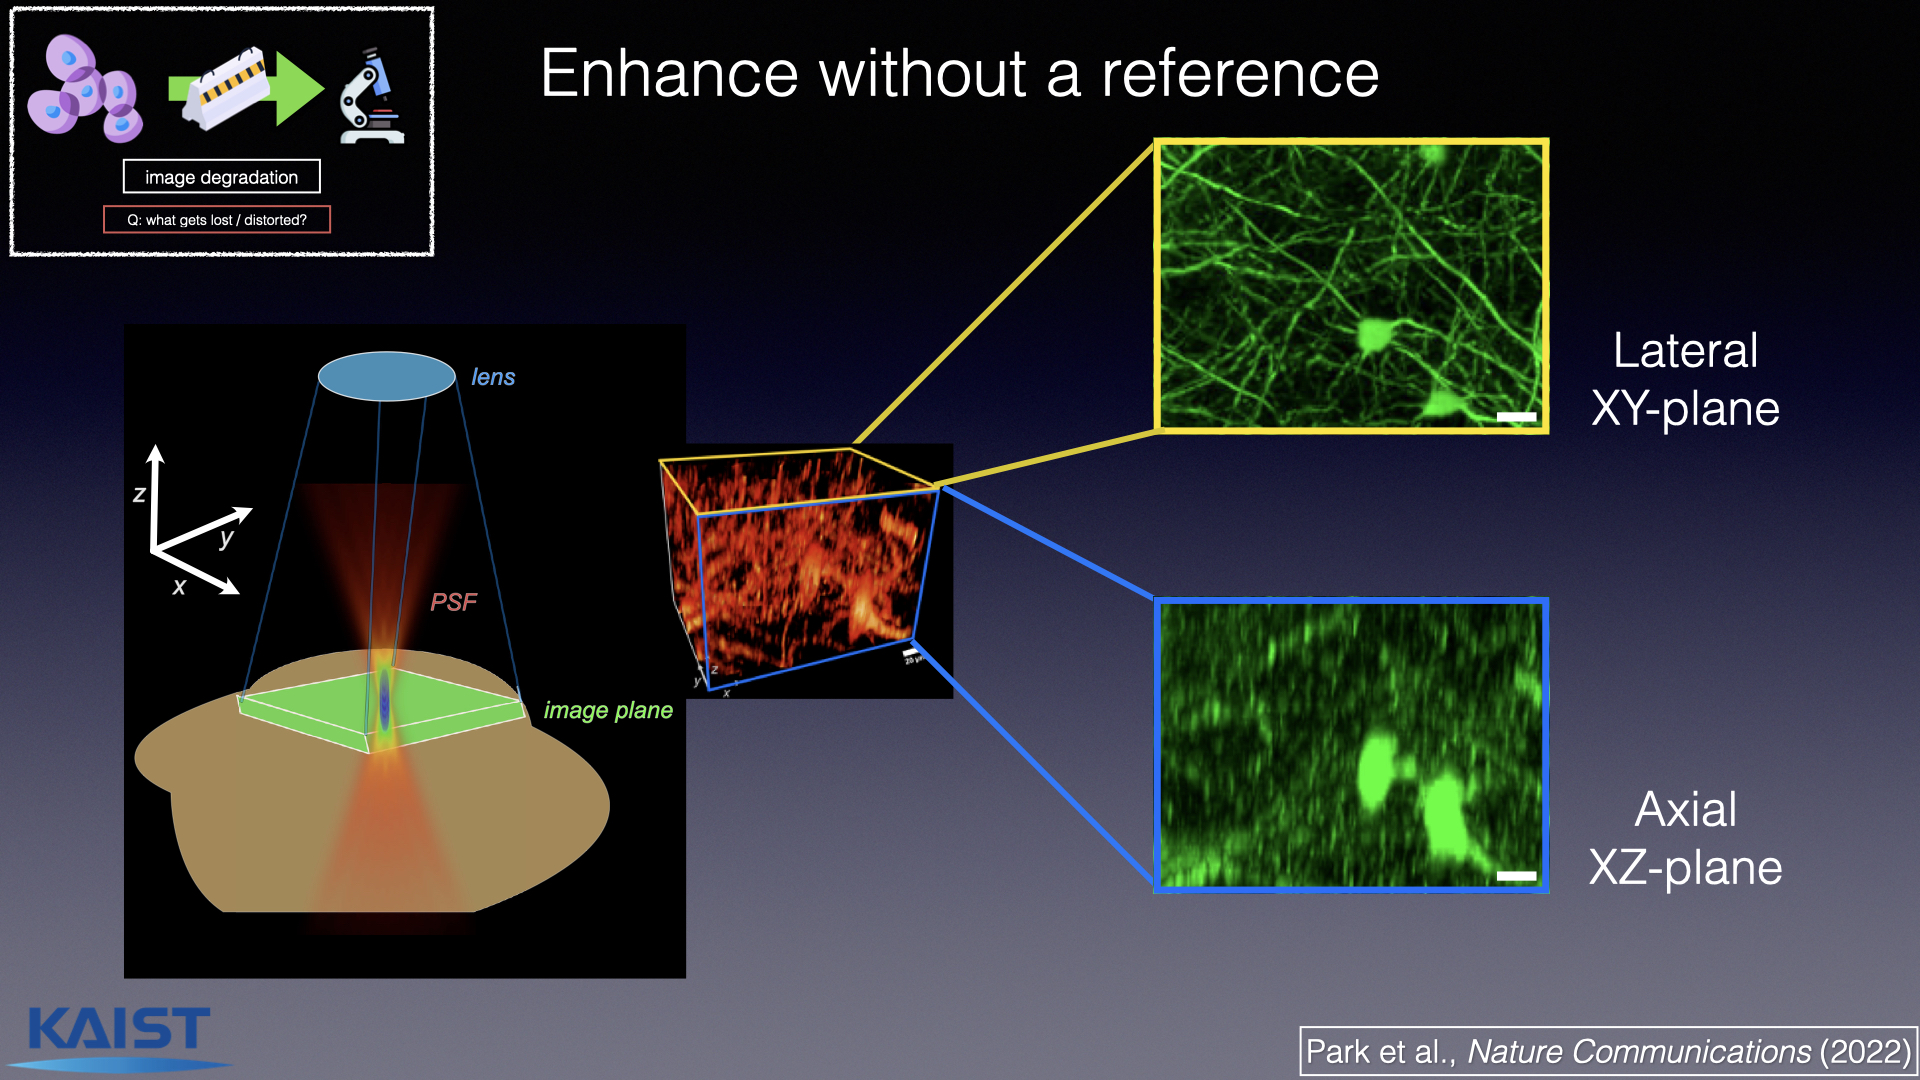 Enhance without a reference
image degradation
Q: what gets lost / distorted?
lens
z
y
x
PSF
image plane
z
y
x
20 μm
Lateral
XY-plane
Axial
XZ-plane
KAIST
Park et al., Nature Communications (2022)